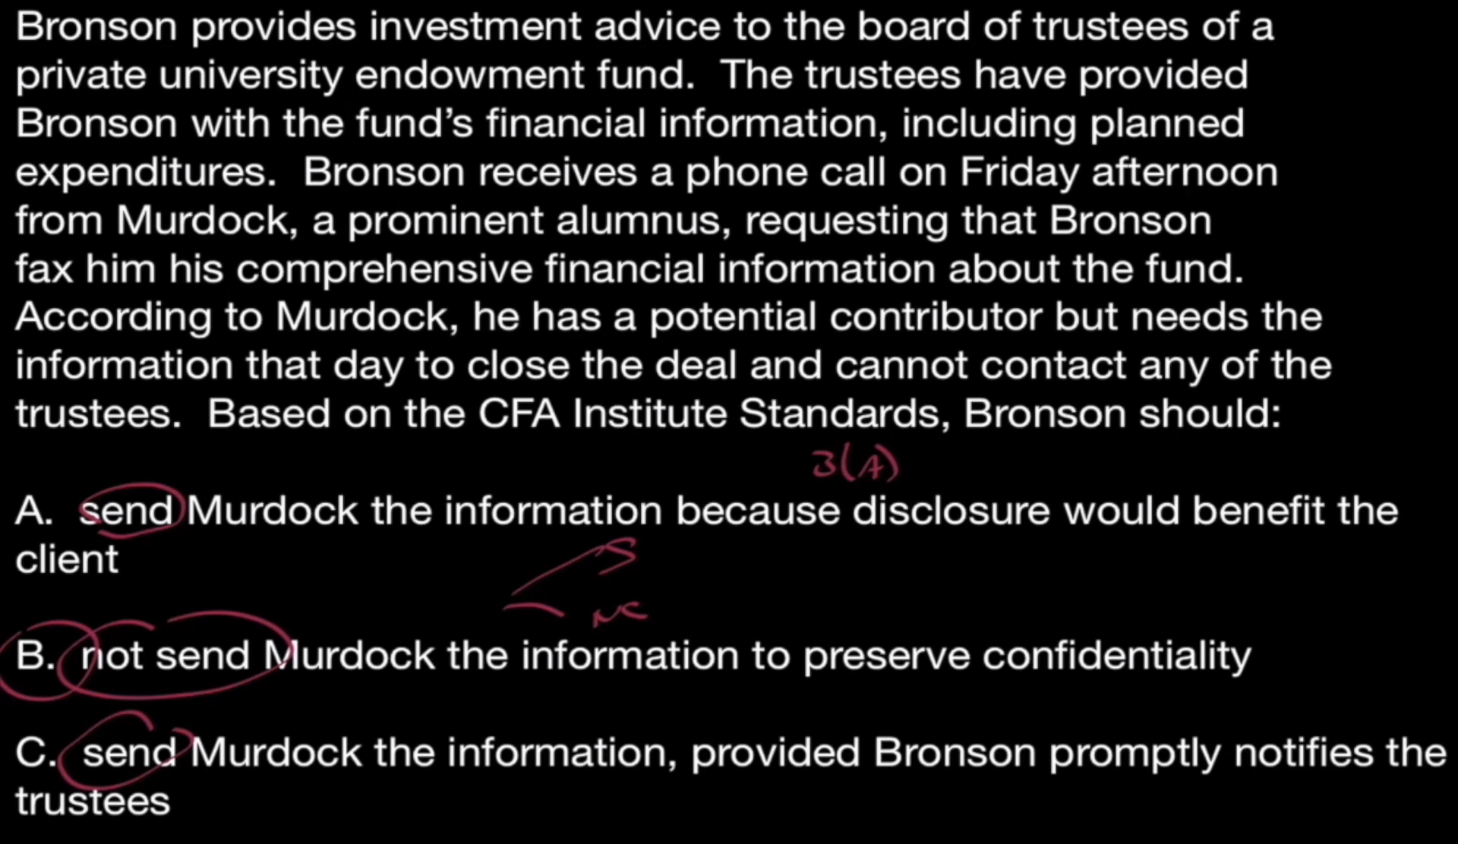 Bronson provides investment advice to the board of trustees of a
private university endowment fund.  The trustees have provided
Bronson with the fund's financial information, including planned
expenditures.  Bronson receives a phone call on Friday afternoon
from Murdock, a prominent alumnus, requesting that Bronson
fax him his comprehensive financial information about the fund.
According to Murdock, he has a potential contributor but needs the
information that day to close the deal and cannot contact any of the
trustees.  Based on the CFA Institute Standards, Bronson should:
3(A)
A.  send Murdock the information because disclosure would benefit the
client
S
NC
B.  not send Murdock the information to preserve confidentiality
C.  send Murdock the information, provided Bronson promptly notifies the
trustees